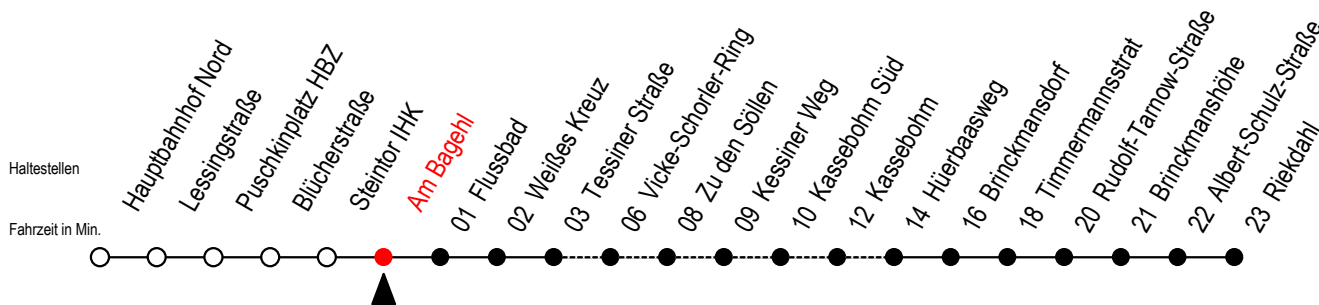 Haltestellen
Fahrzeit in Min.
Hauptbahnhof Nord
Lessingstraße
Puschkinplatz HBZ
Blücherstraße
Steintor IHK
Am Bagehl
01 Flussbad
02 Weißes Kreuz
03 Tessiner Straße
06 Vicke-Schorler-Ring
08 Zu den Söllen
09 Kessiner Weg
10 Kassebohm Süd
12 Kassebohm
14 Hüerbaasweg
16 Brinckmansdorf
18 Timmermannsstrat
20 Rudolf-Tarnow-Straße
21 Brinckmanshöhe
22 Albert-Schulz-Straße
23 Riekdahl